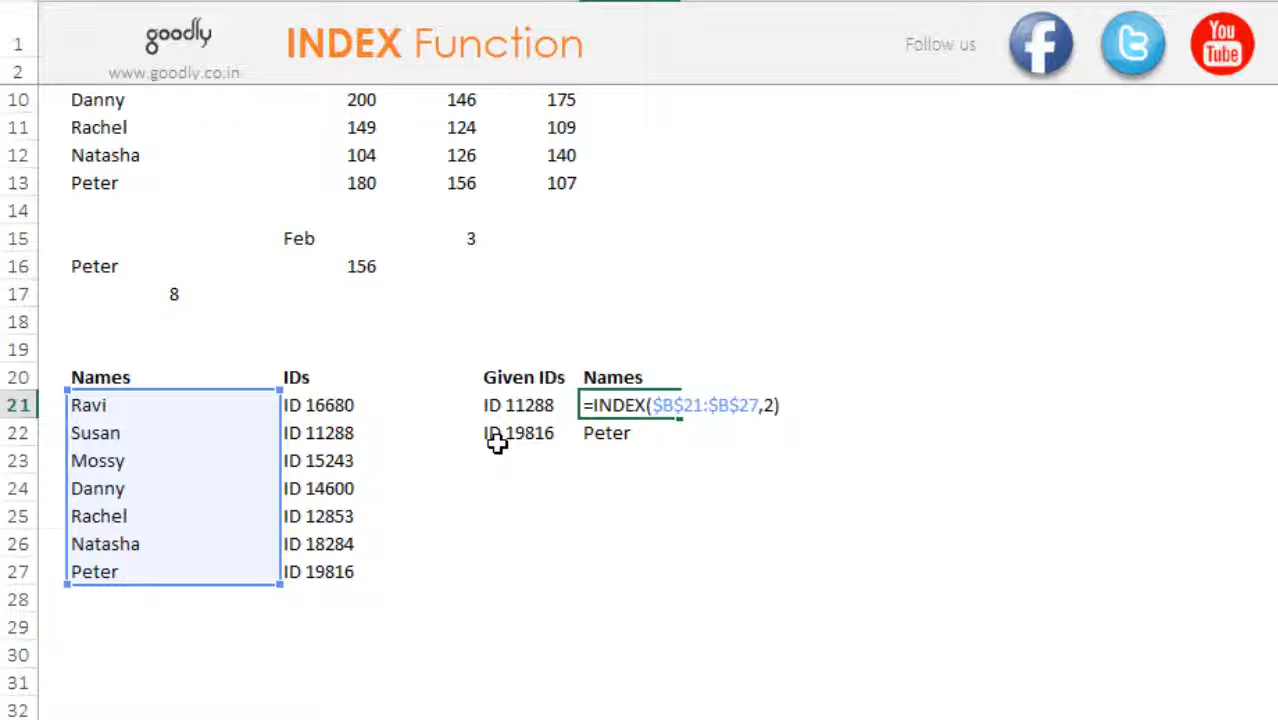 goodly
www.goodly.co.in
INDEX Function
Follow us
You
Tube
1
2
10 Danny 200 146 175
11 Rachel 149 124 109
12 Natasha 104 126 140
13 Peter 180 156 107
14
15 Feb 3
16 Peter 156
17 8
18
19
20 Names IDs Given IDs Names
21 Ravi ID 16680 ID 11288 =INDEX($B$21:$B$27,2)
22 Susan ID 11288 ID 19816 Peter
23 Mossy ID 15243
24 Danny ID 14600
25 Rachel ID 12853
26 Natasha ID 18284
27 Peter ID 19816
28
29
30
31
32